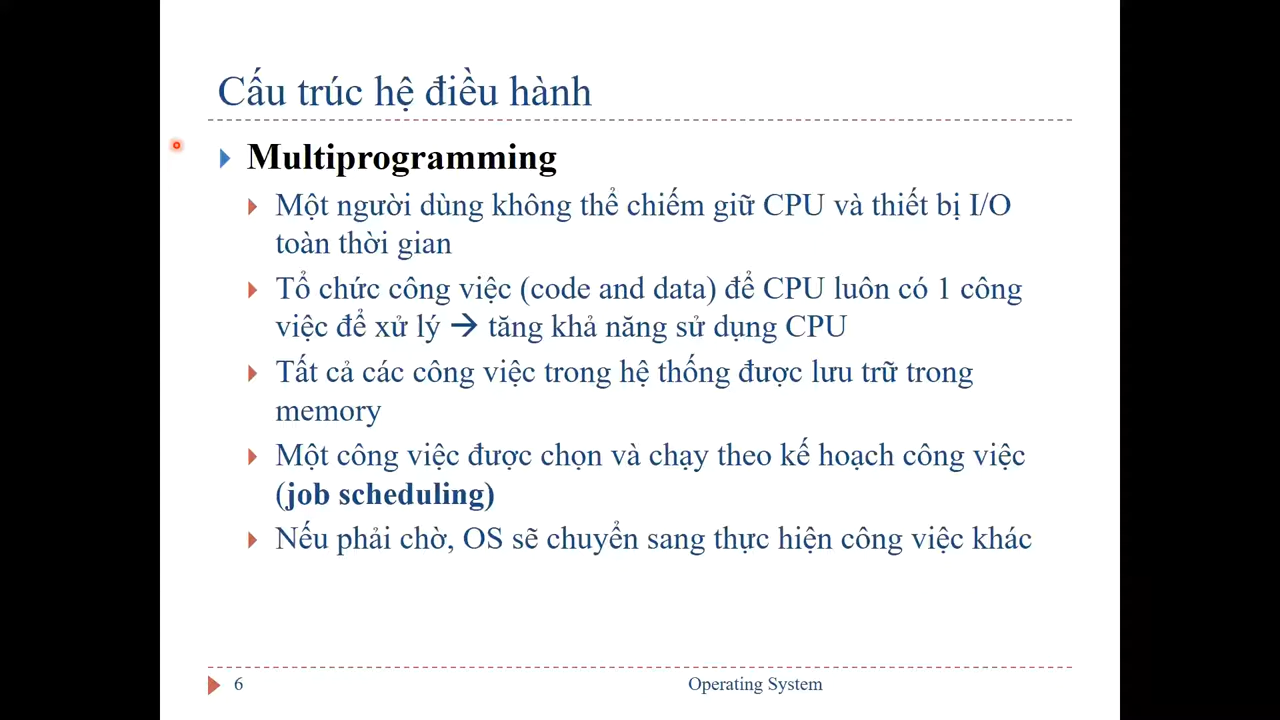 Cấu trúc hệ điều hành
Multiprogramming
Một người dùng không thể chiếm giữ CPU và thiết bị I/O
toàn thời gian
Tổ chức công việc (code and data) để CPU luôn có 1 công
việc để xử lý → tăng khả năng sử dụng CPU
Tất cả các công việc trong hệ thống được lưu trữ trong
memory
Một công việc được chọn và chạy theo kế hoạch công việc
(job scheduling)
Nếu phải chờ, OS sẽ chuyển sang thực hiện công việc khác
6 Operating System